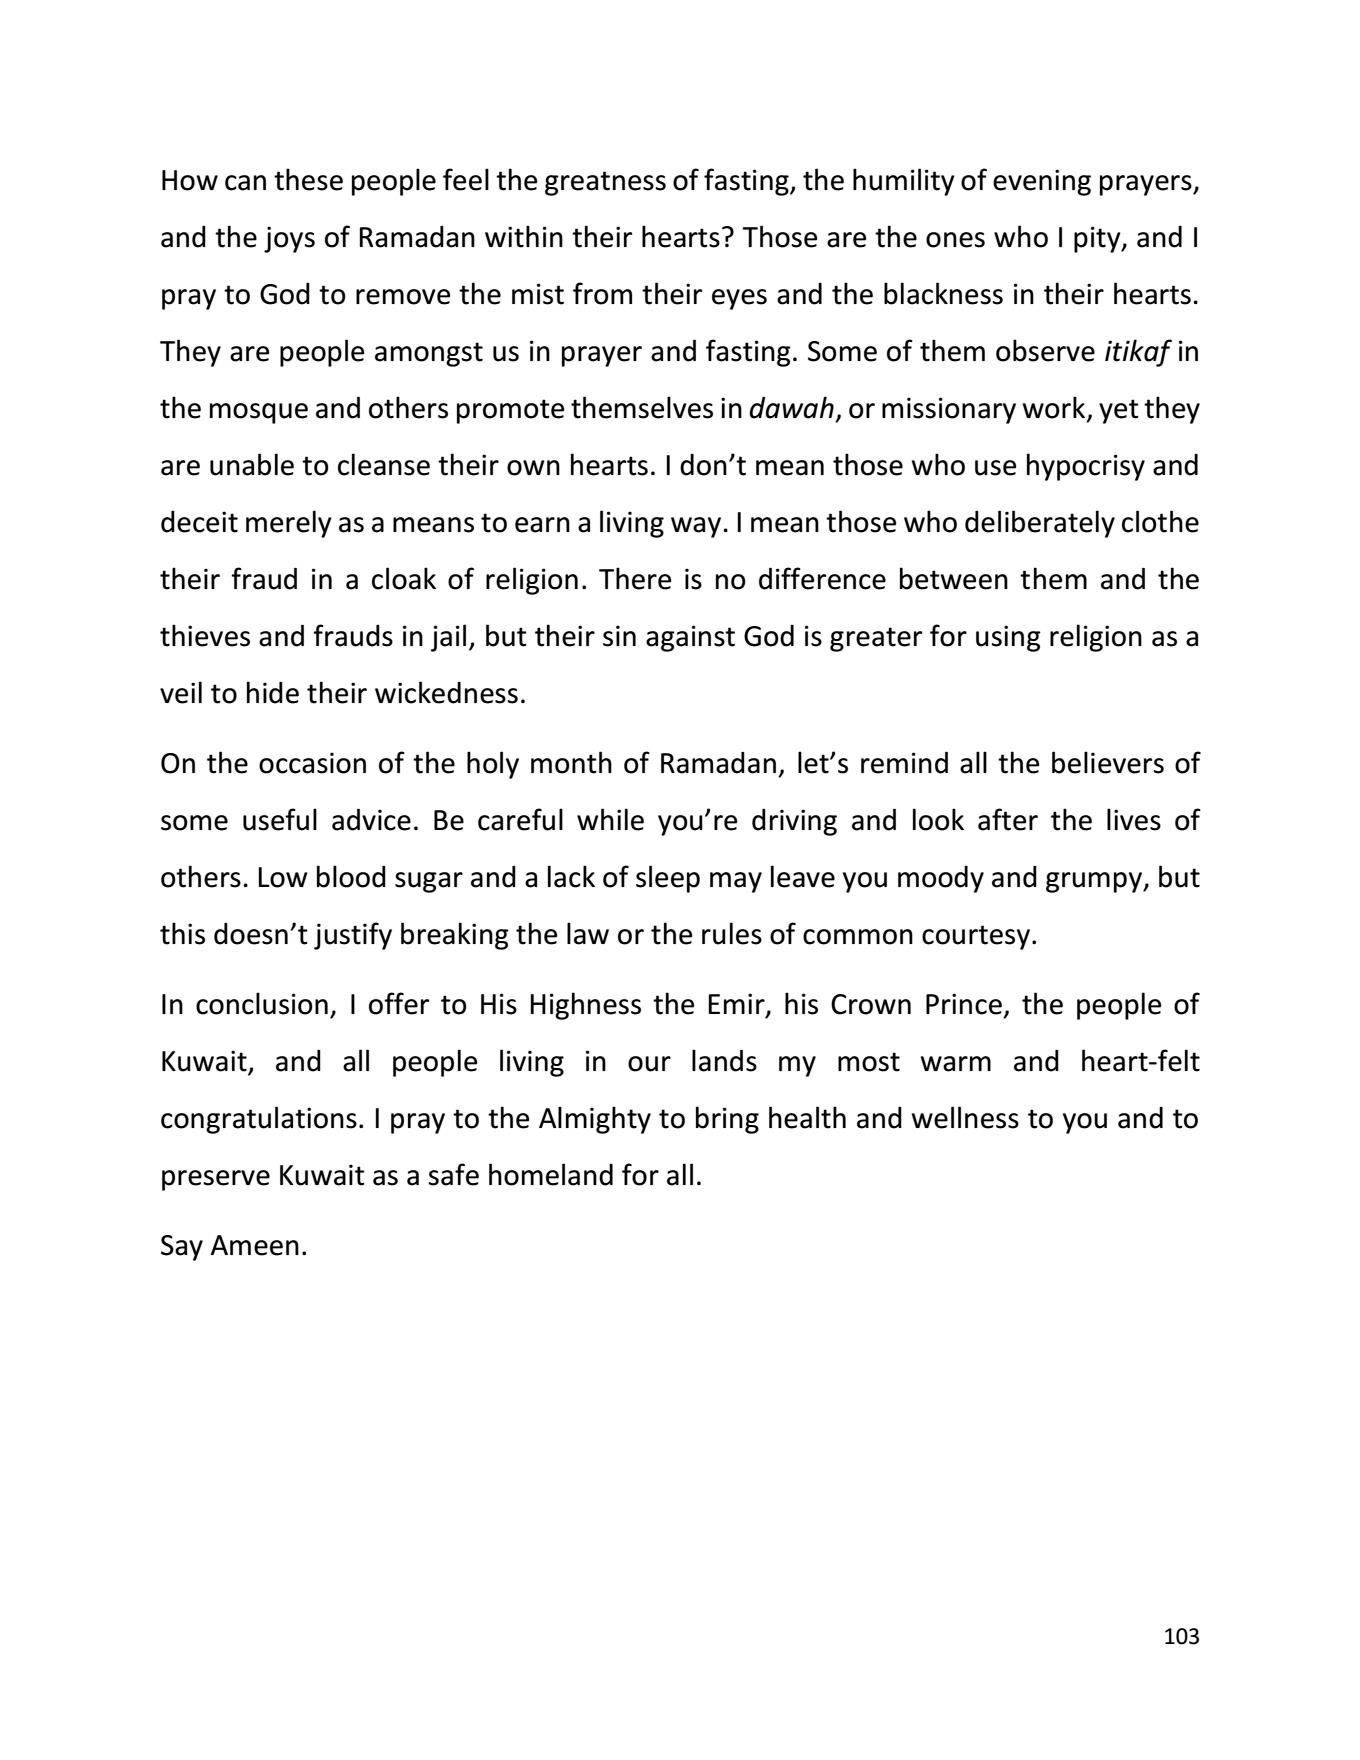 How can these people feel the greatness of fasting, the humility of evening prayers,
and the joys of Ramadan within their hearts? Those are the ones who I pity, and I
pray to God to remove the mist from their eyes and the blackness in their hearts.
They are people amongst us in prayer and fasting. Some of them observe itikaf in
the mosque and others promote themselves in dawah, or missionary work, yet they
are unable to cleanse their own hearts. I don’t mean those who use hypocrisy and
deceit merely as a means to earn a living way. I mean those who deliberately clothe
their fraud in a cloak of religion. There is no difference between them and the
thieves and frauds in jail, but their sin against God is greater for using religion as a
veil to hide their wickedness.
On the occasion of the holy month of Ramadan, let’s remind all the believers of
some useful advice. Be careful while you’re driving and look after the lives of
others. Low blood sugar and a lack of sleep may leave you moody and grumpy, but
this doesn’t justify breaking the law or the rules of common courtesy.
In conclusion, I offer to His Highness the Emir, his Crown Prince, the people of
Kuwait, and all people living in our lands my most warm and heart-felt
congratulations. I pray to the Almighty to bring health and wellness to you and to
preserve Kuwait as a safe homeland for all.
Say Ameen.
103